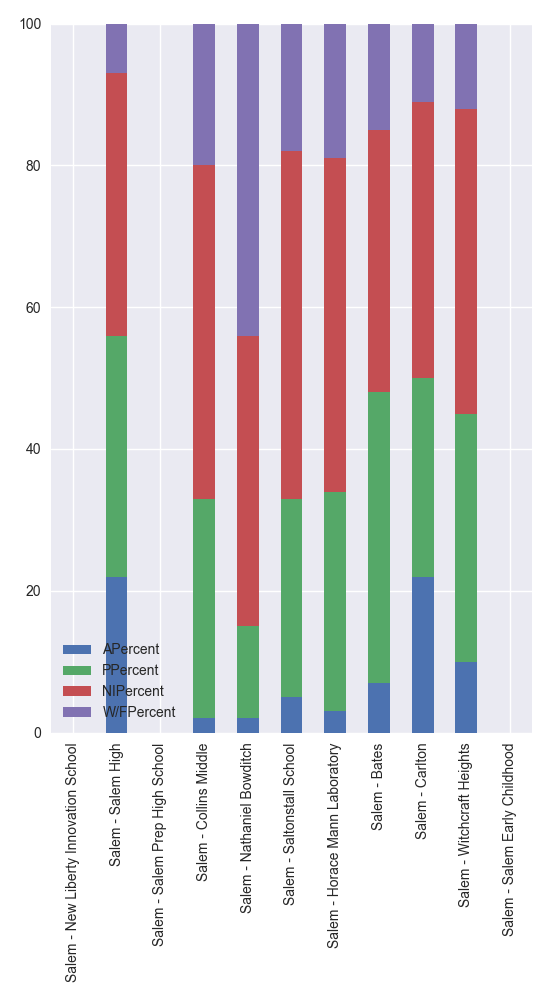 100
80
60
40
20
0
APercent
PPercent
NIPercent
W/FPercent
Salem - New Liberty Innovation School
Salem - Salem High
Salem - Salem Prep High School
Salem - Collins Middle
Salem - Nathaniel Bowditch
Salem - Saltonstall School
Salem - Horace Mann Laboratory
Salem - Bates
Salem - Carlton
Salem - Witchcraft Heights
Salem - Salem Early Childhood